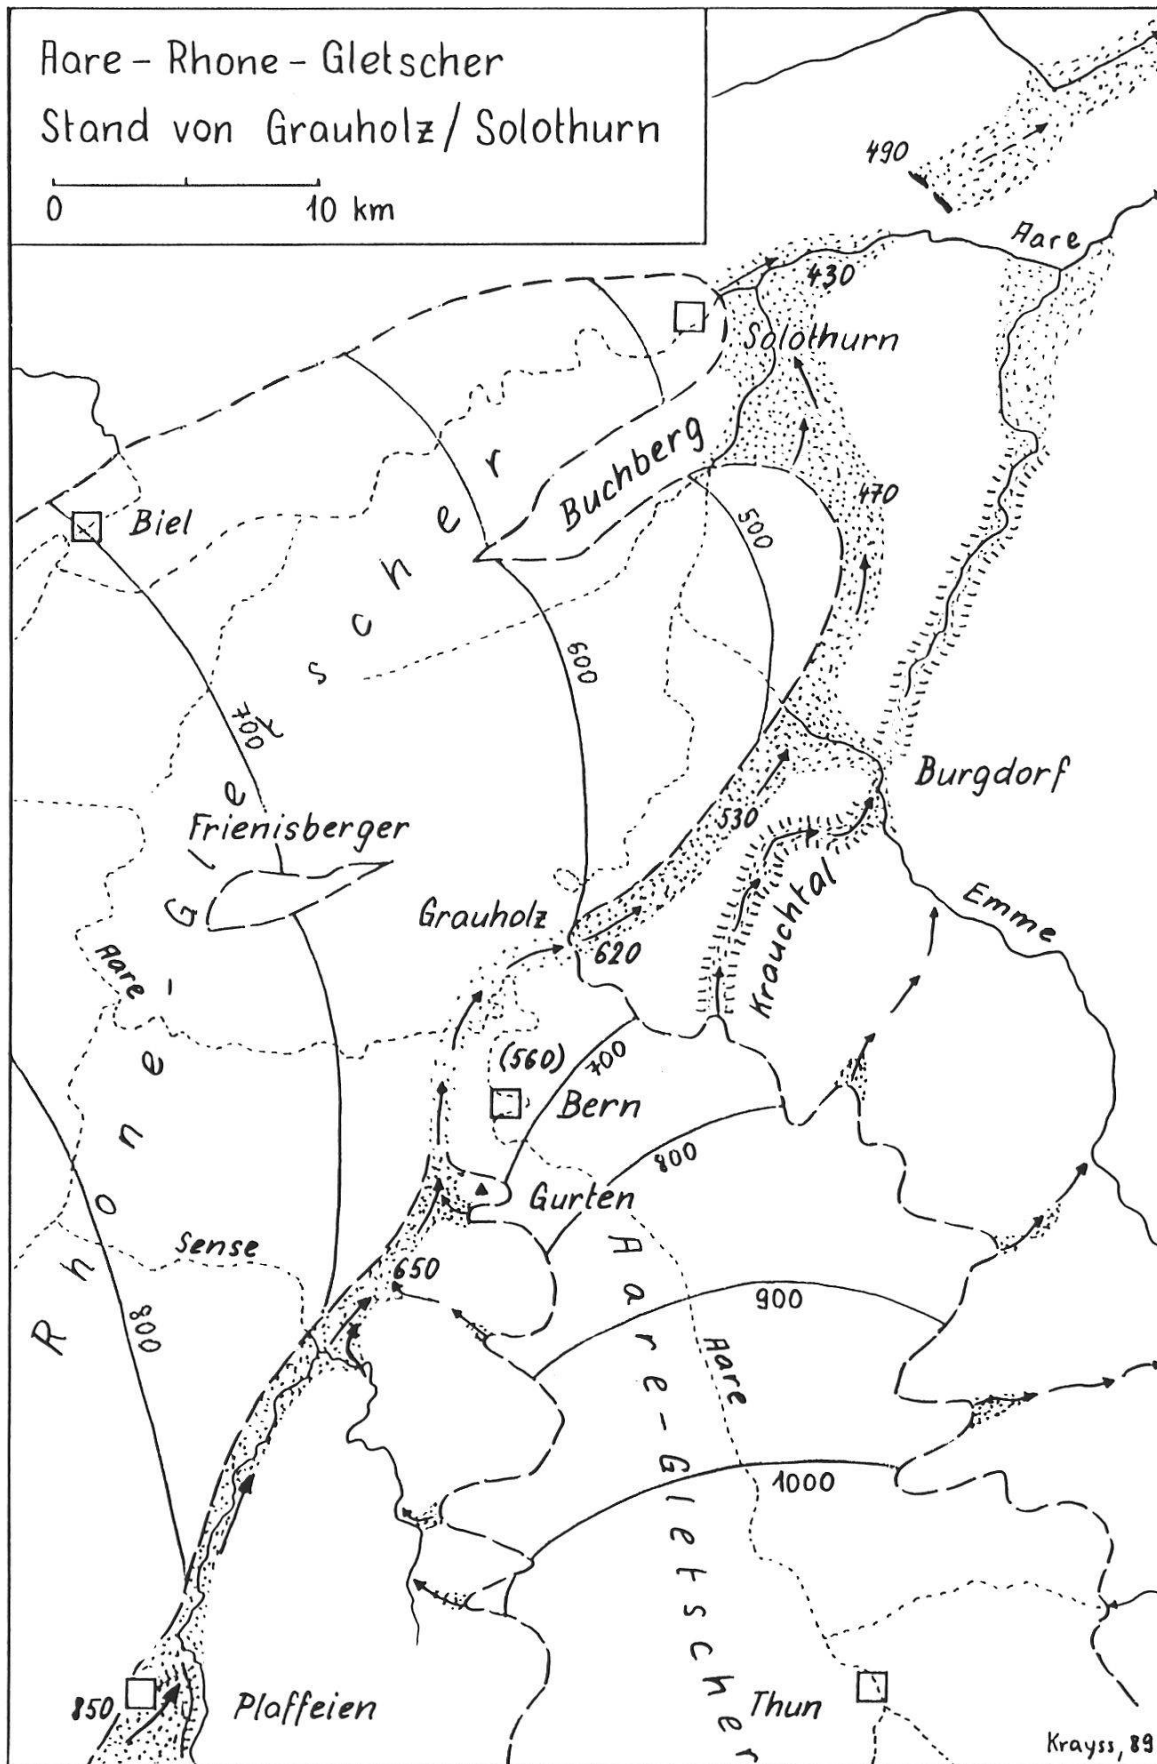 Aare - Rhone - Gletscher
Stand von Grauholz / Solothurn
0 10 km
490
Aare
430
Solothurn
Buchberg
470
Biel
500
600
700
Burgdorf
530
Frienisberger
Krauchtal
Grauholz
Emme
620
Aare
(560)
700
Bern
800
Gurten
Sense
650
800
900
Aare
1000
Rhone-Gletscher
Aare-Gletscher
850
Plaffeien
Thun
Krayss, 89